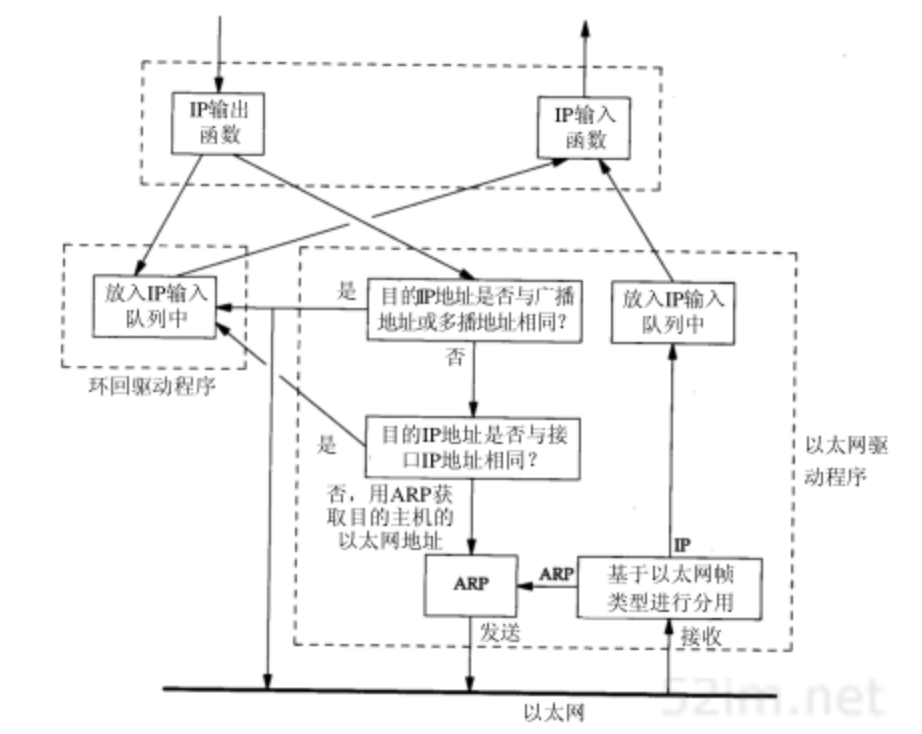 IP输出
函数
IP输入
函数
放入IP输入
队列中
环回驱动程序
是
目的IP地址是否与广播
地址或多播地址相同？
放入IP输入
队列中
否
目的IP地址是否与接
口IP地址相同？
是
以太网驱
动程序
否，用ARP获
取目的主机的
以太网地址
ARP
ARP
IP
基于以太网帧
类型进行分用
发送
接收
以太网
52im.net